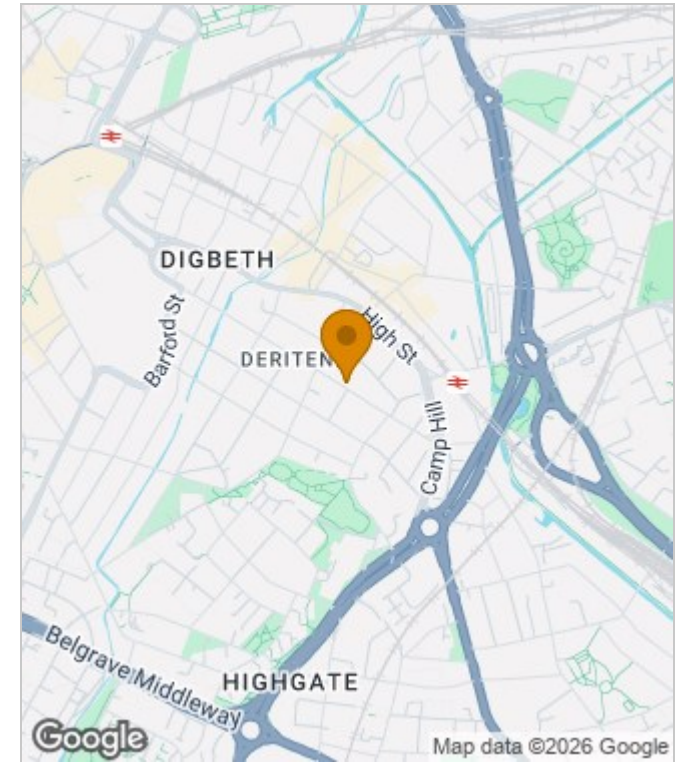 DIGBETH
Barford St
High St
DERITEN
Camp Hill
Belgrave Middleway
HIGHGATE
Google
Map data ©2026 Google